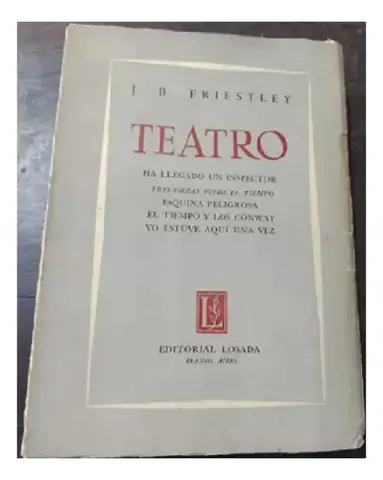 J. B. PRIESTLEY
TEATRO
HA LLEGADO UN INSPECTOR
TRES PIEZAS SOBRE EL TIEMPO
ESQUINA PELIGROSA
EL TIEMPO Y LOS CONWAY
YO ESTUVE AQUI UNA VEZ
L
EDITORIAL LOSADA
BUENOS AIRES